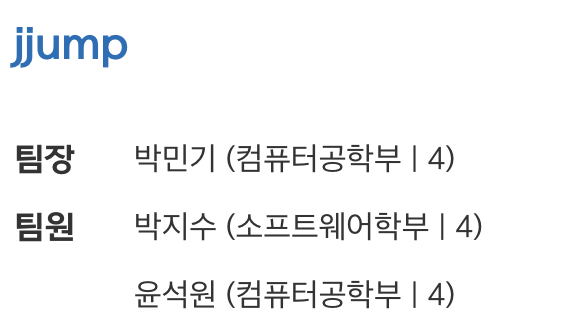 jjump
팀장 박민기 (컴퓨터공학부 | 4)
팀원 박지수 (소프트웨어학부 | 4)
윤석원 (컴퓨터공학부 | 4)